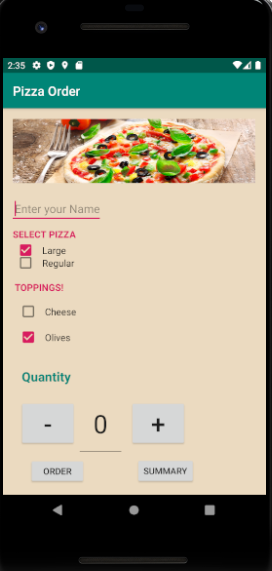 2:35
Pizza Order
Enter your Name
SELECT PIZZA
Large
Regular
TOPPINGS!
Cheese
Olives
Quantity
- 0 +
ORDER SUMMARY